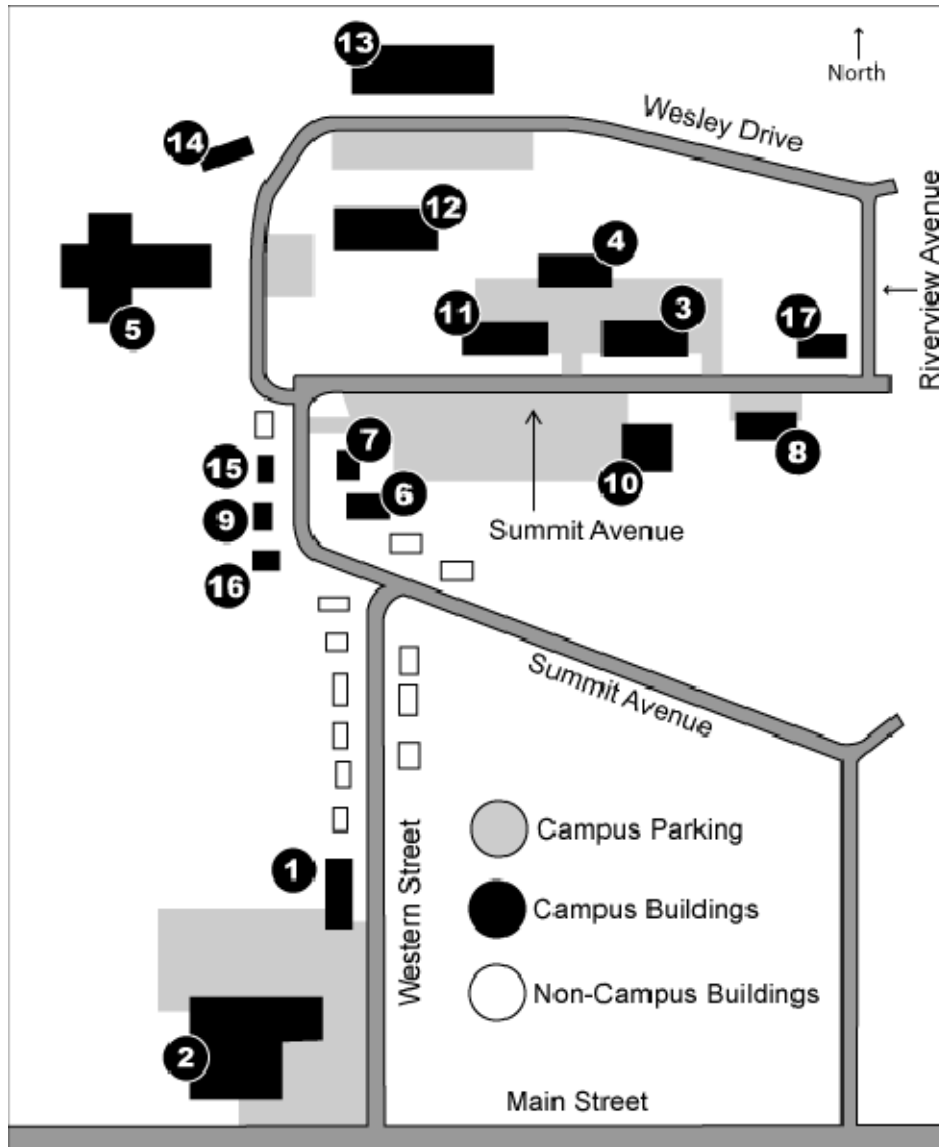 13
North
Wesley Drive
14
12
4
Riverview Avenue
5
11
3
17
7
8
15
6
10
9
Summit Avenue
16
Summit Avenue
Campus Parking
1
Western Street
Campus Buildings
Non-Campus Buildings
2
Main Street